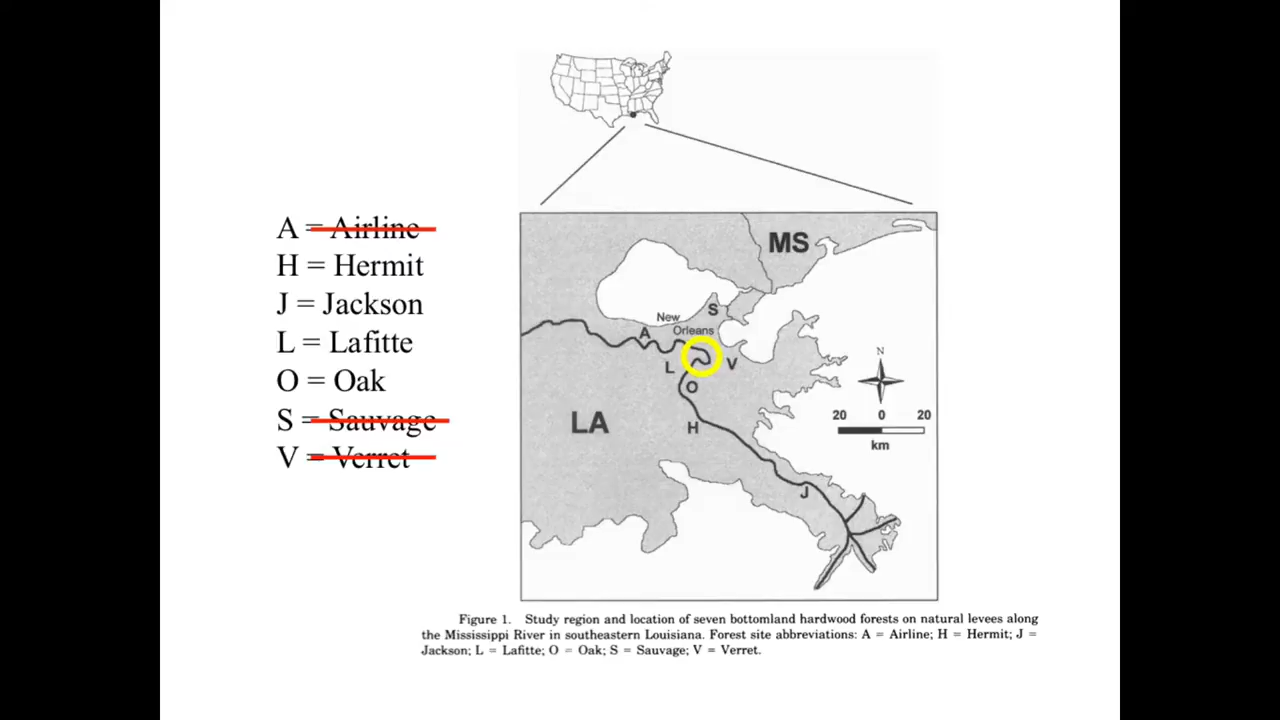 A = Airline
H = Hermit
J = Jackson
L = Lafitte
O = Oak
S = Sauvage
V = Verret
MS
S
New
Orleans
A
L
V
O
N
LA
H
20 0 20
km
J
Figure 1. Study region and location of seven bottomland hardwood forests on natural levees along
the Mississippi River in southeastern Louisiana. Forest site abbreviations: A = Airline; H = Hermit; J =
Jackson; L = Lafitte; O = Oak; S = Sauvage; V = Verret.